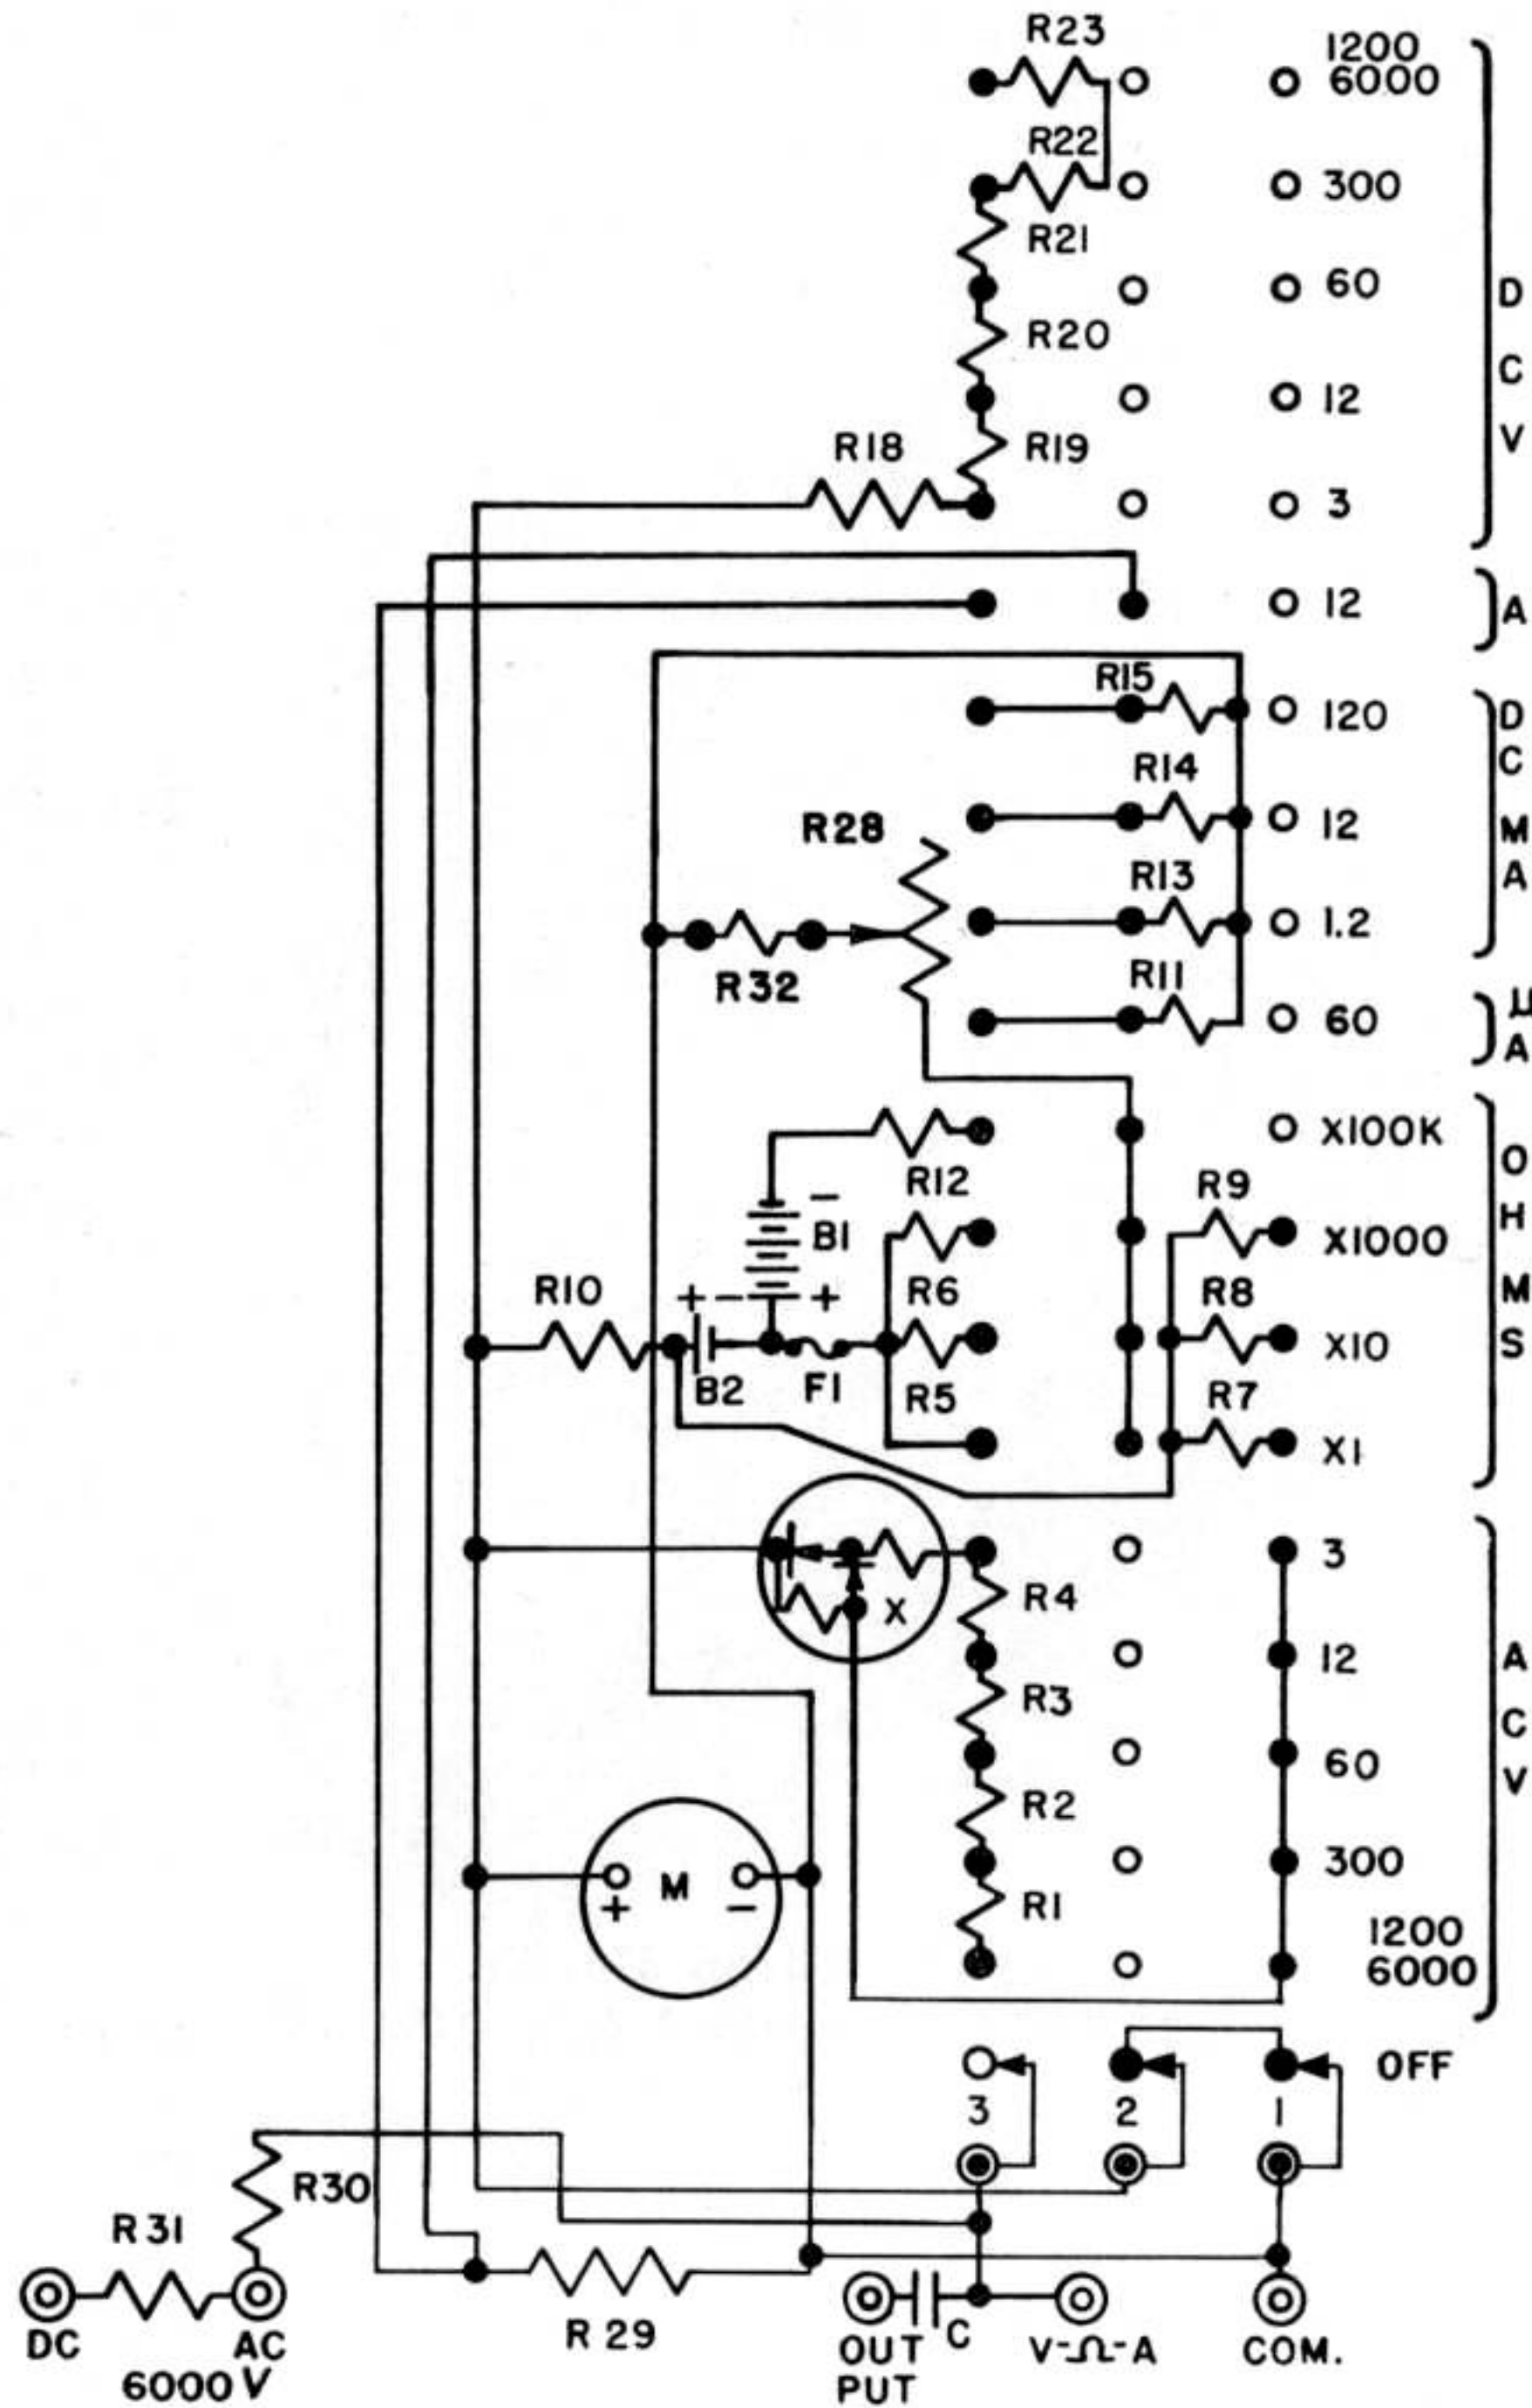 R23
1200
6000
R22
300
R21
60
D
R20
C
12
R18
R19
V
3
12
A
R15
120
D
C
R14
R28
12
M
A
R13
1.2
R32
R11
μ
60
A
X100K
O
R12
R9
−
B1
X1000
H
R10
+ −
+
R6
R8
M
X10
S
B2
F1
R5
R7
X1
3
R4
X
12
A
R3
C
60
V
R2
M
300
+
−
R1
1200
6000
OFF
3
2
1
R30
R31
DC
AC
6000V
R29
OUT
PUT
C
V-Ω-A
COM.